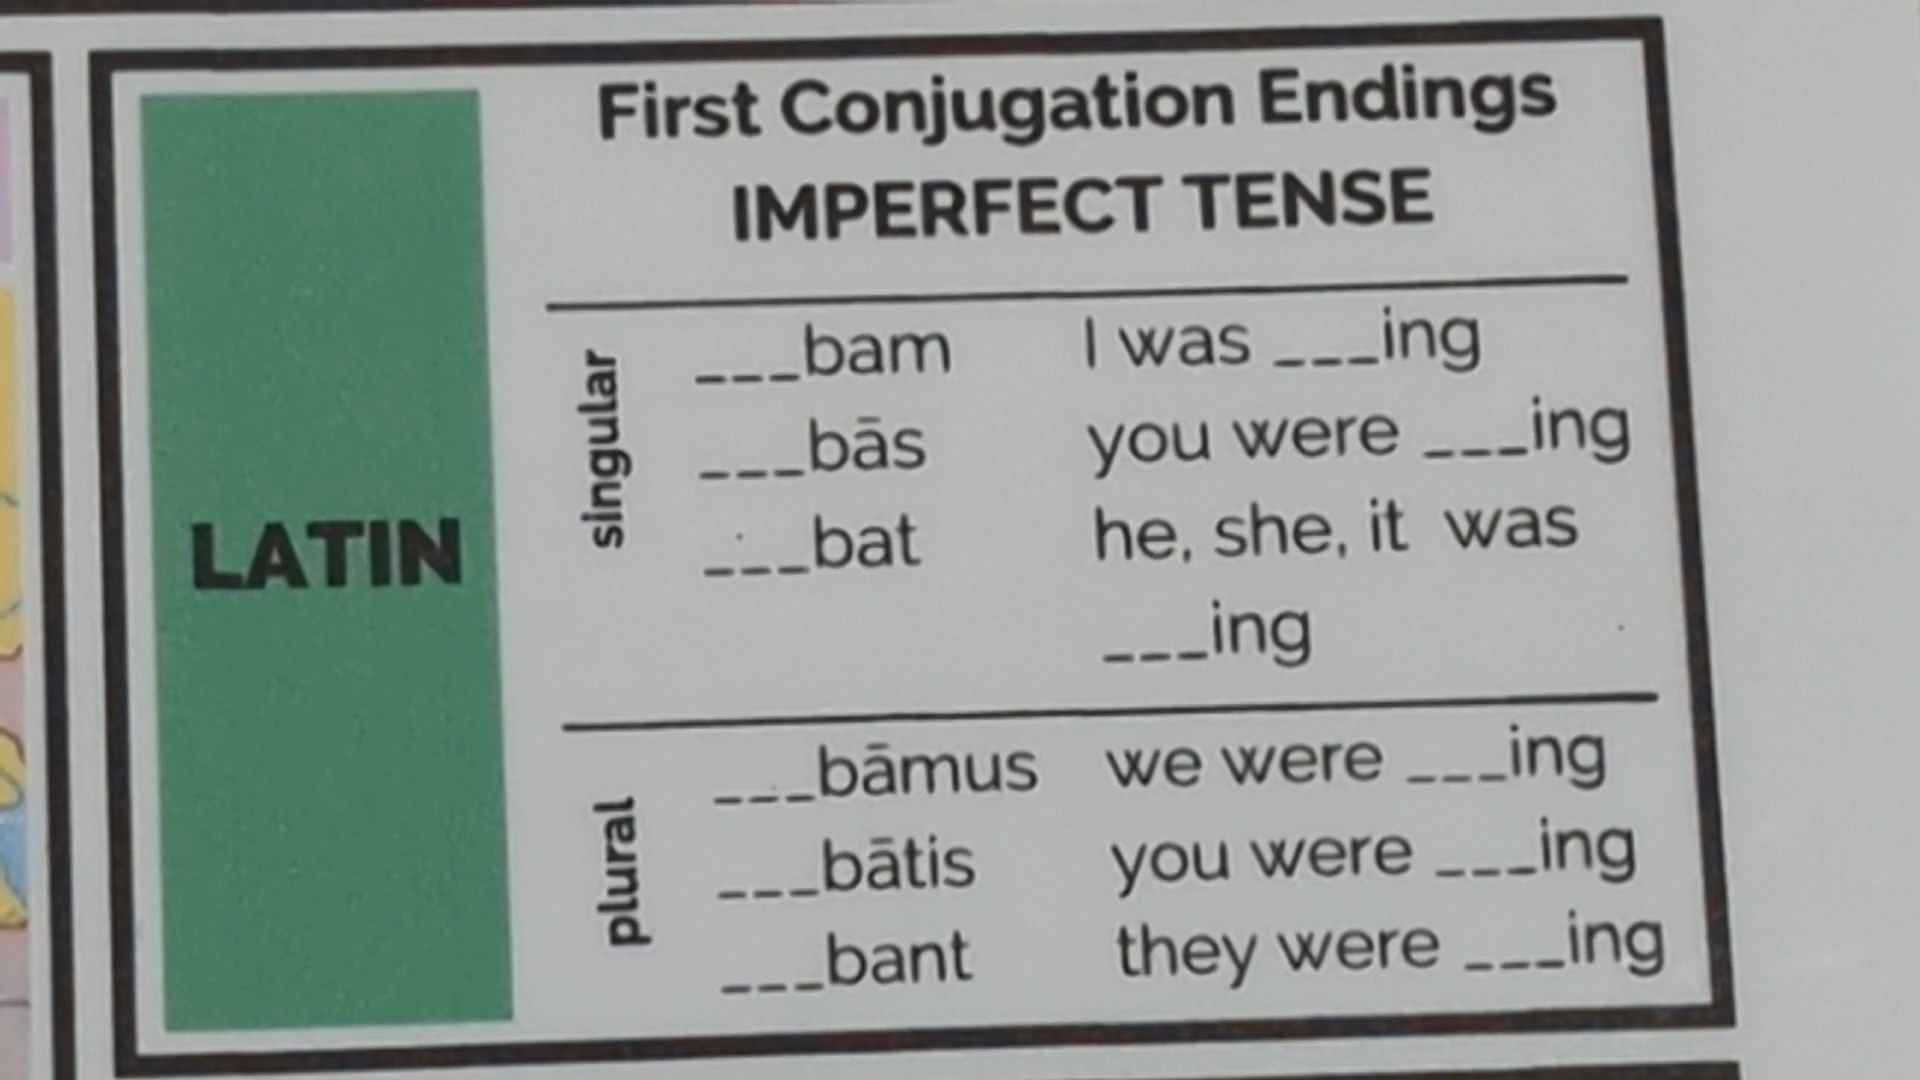 LATIN
First Conjugation Endings
IMPERFECT TENSE
singular
___bam I was ___ing
___bās you were ___ing
___bat he, she, it was
___ing
plural
___bāmus we were ___ing
___bātis you were ___ing
___bant they were ___ing